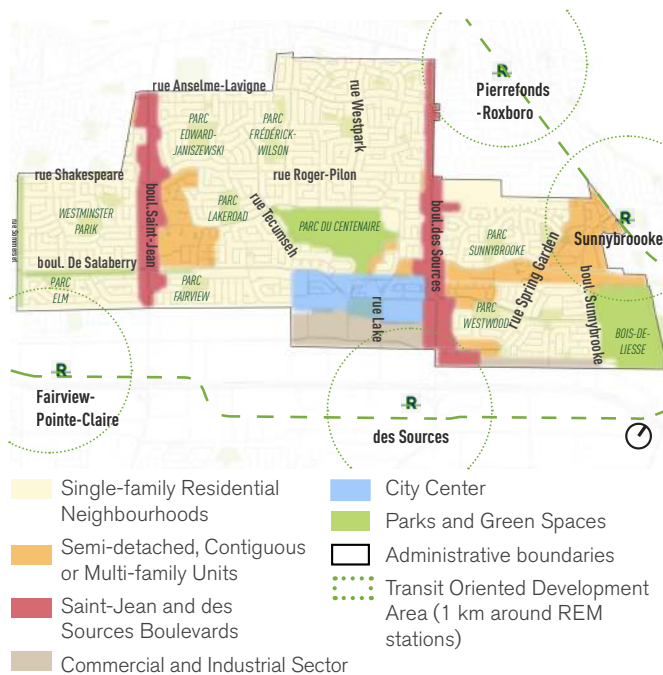 R
Pierrefonds
-Roxboro
rue Anselme-Lavigne
rue Westpark
PARC
EDWARD-
JANISZEWSKI
PARC
FRÉDÉRICK-
WILSON
rue Shakespeare
rue Roger-Pilon
boul. Saint-Jean
PARC
LAKEROAD
rue Tecumseh
WESTMINSTER
PARIK
PARC DU CENTENAIRE
boul. des Sources
PARC
SUNNYBROOKE
rue Spring Garden
R
Sunnybroooke
boul. De Salaberry
PARC
ELM
PARC
FAIRVIEW
rue Lake
PARC
WESTWOOD
boul. Sunnybrooke
BOIS-DE-
LIESSE
R
Fairview-
Pointe-Claire
R
des Sources
Single-family Residential
Neighbourhoods
Semi-detached, Contiguous
or Multi-family Units
Saint-Jean and des
Sources Boulevards
Commercial and Industrial Sector
City Center
Parks and Green Spaces
Administrative boundaries
Transit Oriented Development
Area (1 km around REM
stations)